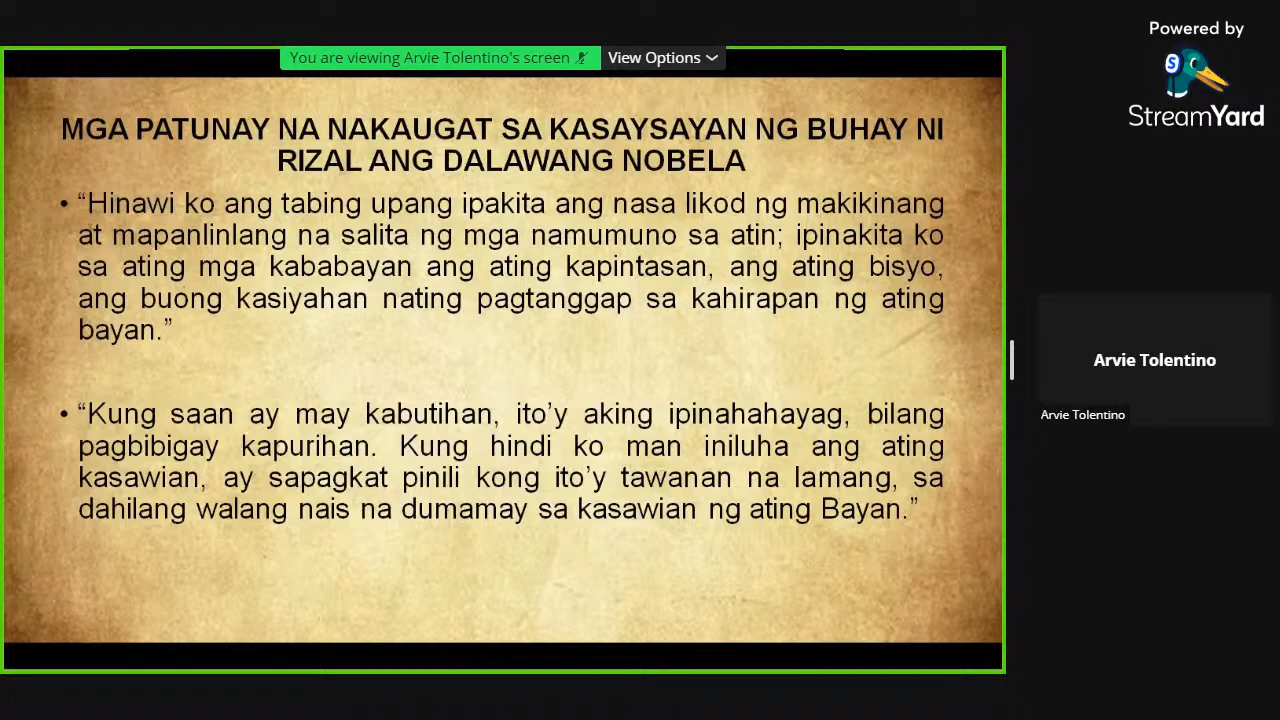 Powered by
StreamYard
You are viewing Arvie Tolentino's screen
View Options
MGA PATUNAY NA NAKAUGAT SA KASAYSAYAN NG BUHAY NI
RIZAL ANG DALAWANG NOBELA
• “Hinawi ko ang tabing upang ipakita ang nasa likod ng makikinang
at mapanlinlang na salita ng mga namumuno sa atin; ipinakita ko
sa ating mga kababayan ang ating kapintasan, ang ating bisyo,
ang buong kasiyahan nating pagtanggap sa kahirapan ng ating
bayan.”
• “Kung saan ay may kabutihan, ito’y aking ipinahahayag, bilang
pagbibigay kapurihan. Kung hindi ko man iniluha ang ating
kasawian, ay sapagkat pinili kong ito’y tawanan na lamang, sa
dahilang walang nais na dumamay sa kasawian ng ating Bayan.”
Arvie Tolentino
Arvie Tolentino